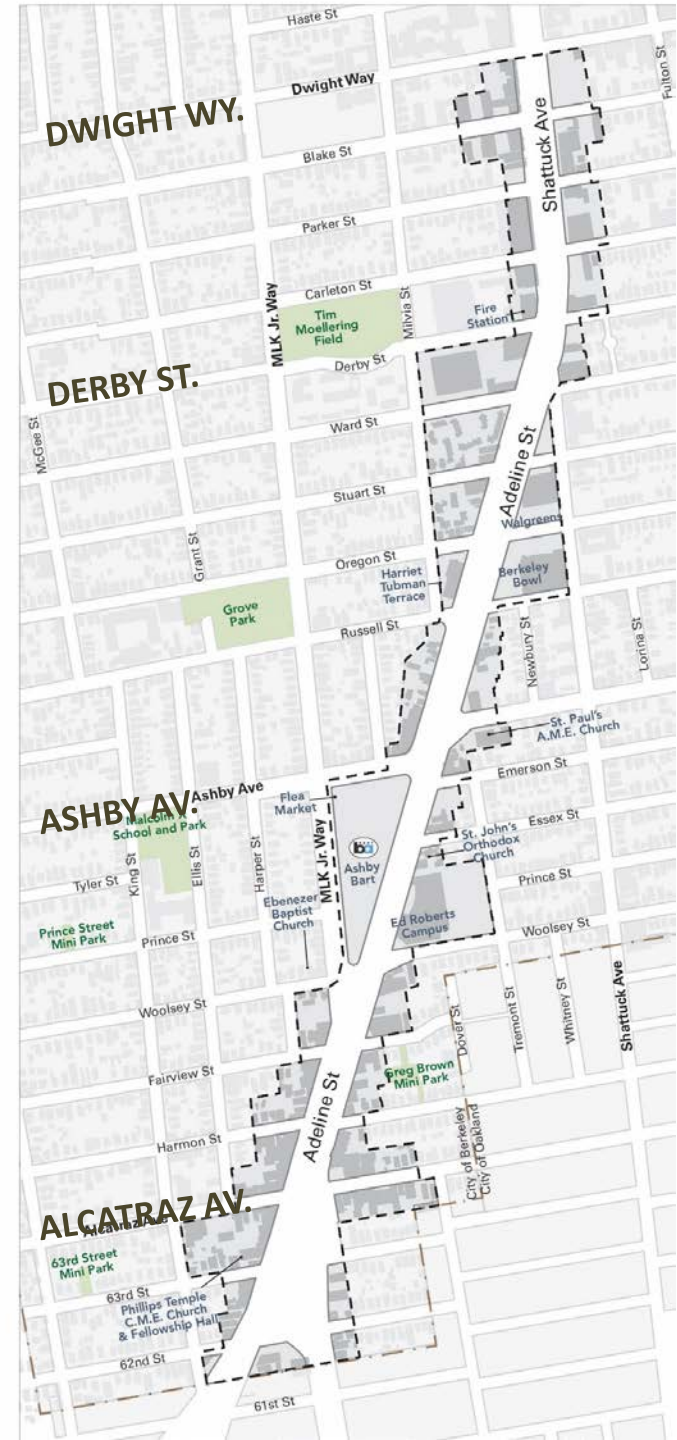 Haste St
Dwight Way
DWIGHT WY.
Fulton St
Blake St
Shattuck Ave
Parker St
Carleton St
MLK Jr. Way
Tim
Moellering
Field
Milvia St
Fire
Station
Derby St
DERBY ST.
McGee St
Ward St
Adeline St
Stuart St
Walgreens
Grant St
Oregon St
Harriet
Tubman
Terrace
Berkeley
Bowl
Grove
Park
Russell St
Newbury St
Lorina St
St. Paul's
A.M.E. Church
Emerson St
Ashby Ave
ASHBY AV.
Flea
Market
Malcolm X
School and Park
Essex St
MLK Jr. Way
ba
Ashby
Bart
St. John's
Orthodox
Church
Harper St
Ellis St
King St
Tyler St
Prince St
Ebenezer
Baptist
Church
Ed Roberts
Campus
Prince Street
Mini Park
Prince St
Woolsey St
Woolsey St
Dover St
Tremont St
Whitney St
Shattuck Ave
Fairview St
Greg Brown
Mini Park
Adeline St
Harmon St
City of Berkeley
City of Oakland
ALCATRAZ AV.
Alcatraz Ave
63rd Street
Mini Park
63rd St
Phillips Temple
C.M.E. Church
& Fellowship Hall
62nd St
61st St